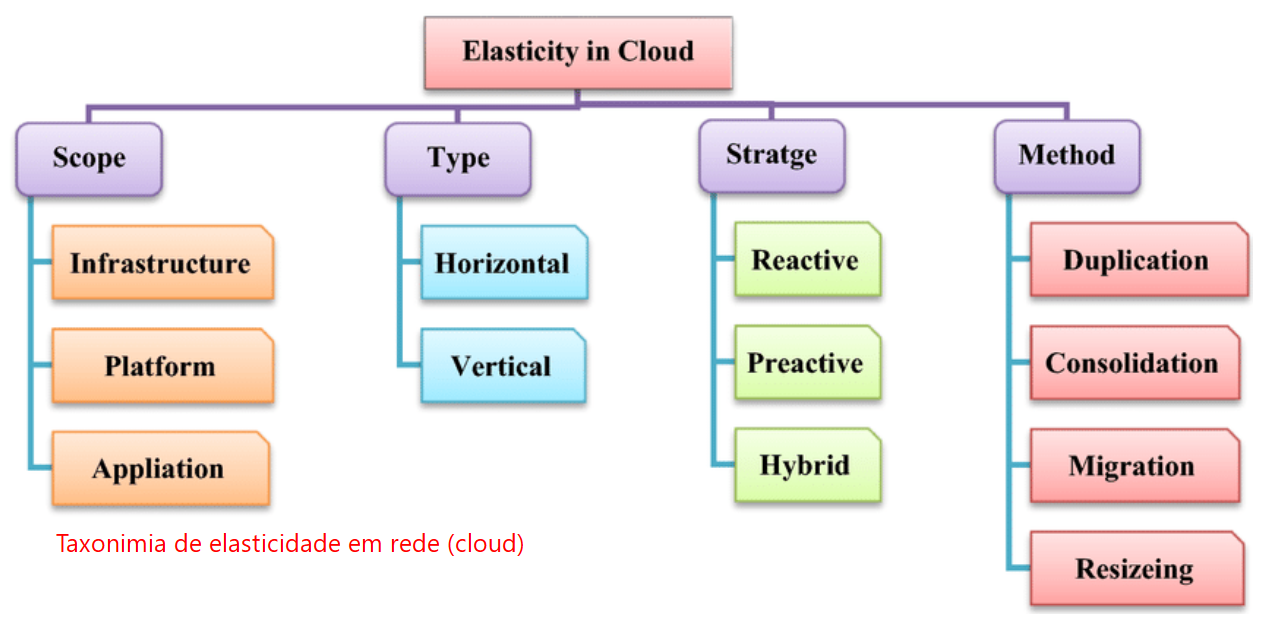 Elasticity in Cloud
Scope
Type
Stratge
Method
Infrastructure
Platform
Appliation
Horizontal
Vertical
Reactive
Preactive
Hybrid
Duplication
Consolidation
Migration
Resizeing
Taxonimia de elasticidade em rede (cloud)